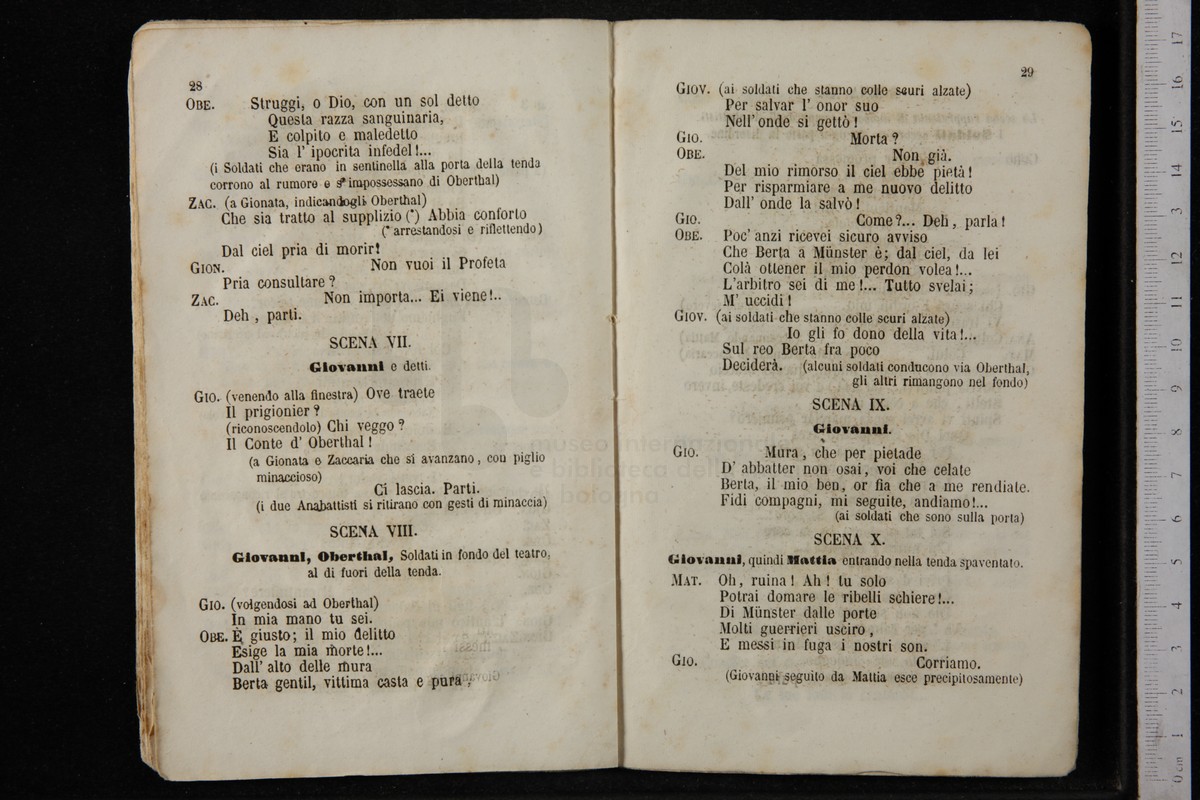 28
OBE. Struggi, o Dio, con un sol detto
Questa razza sanguinaria,
E colpito e maledetto
Sia l' ipocrita infedel!...
(i Soldati che erano in sentinella alla porta della tenda
corrono al rumore e s' impossessano di Oberthal)
ZAC. (a Gionata, indicandogli Oberthal)
Che sia tratto al supplizio (*) Abbia conforto
(* arrestandosi e riflettendo)
Dal ciel pria di morir!
GION. Non vuoi il Profeta
Pria consultare?
ZAC. Non importa... Ei viene!..
Deh, parti.
SCENA VII.
Giovanni e detti.
GIO. (venendo alla finestra) Ove traete
Il prigionier?
(riconoscendolo) Chi veggo?
Il Conte d' Oberthal!
(a Gionata e Zaccaria che si avanzano, con piglio
minaccioso)
Ci lascia. Parti.
(i due Anabattisti si ritirano con gesti di minaccia)
SCENA VIII.
Giovanni, Oberthal, Soldati in fondo del teatro,
al di fuori della tenda.
GIO. (volgendosi ad Oberthal)
In mia mano tu sei.
OBE. È giusto; il mio delitto
Esige la mia morte!...
Dall' alto delle mura
Berta gentil, vittima casta e pura,
29
GIOV. (ai soldati che stanno colle scuri alzate)
Per salvar l' onor suo
Nell' onde si gettò!
GIO. Morta?
OBE. Non già.
Del mio rimorso il ciel ebbe pietà!
Per risparmiare a me nuovo delitto
Dall' onde la salvò!
GIO. Come?... Deh, parla!
OBE. Poc' anzi ricevei sicuro avviso
Che Berta a Münster è; dal ciel, da lei
Colà ottener il mio perdon volea!...
L'arbitro sei di me!... Tutto svelai;
M' uccidi!
GIOV. (ai soldati che stanno colle scuri alzate)
Io gli fo dono della vita!...
Sul reo Berta fra poco
Deciderà. (alcuni soldati conducono via Oberthal,
gli altri rimangono nel fondo)
SCENA IX.
Giovanni.
GIO. Mura, che per pietade
D' abbatter non osai, voi che celate
Berta, il mio ben, or fia che a me rendiate.
Fidi compagni, mi seguite, andiamo!...
(ai soldati che sono sulla porta)
SCENA X.
Giovanni, quindi Mattia entrando nella tenda spaventato.
MAT. Oh, ruina! Ah! tu solo
Potrai domare le ribelli schiere!...
Di Münster dalle porte
Molti guerrieri usciro,
E messi in fuga i nostri son.
GIO. Corriamo.
(Giovanni seguito da Mattia esce precipitosamente)